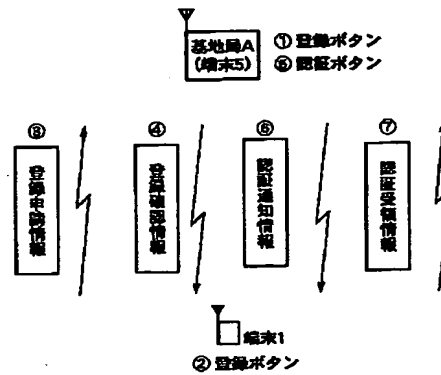 基地局A
(端末5)
① 登録ボタン
⑤ 認証ボタン
③
登録申請情報
④
登録確認情報
⑥
認証通知情報
⑦
認証受領情報
端末1
② 登録ボタン